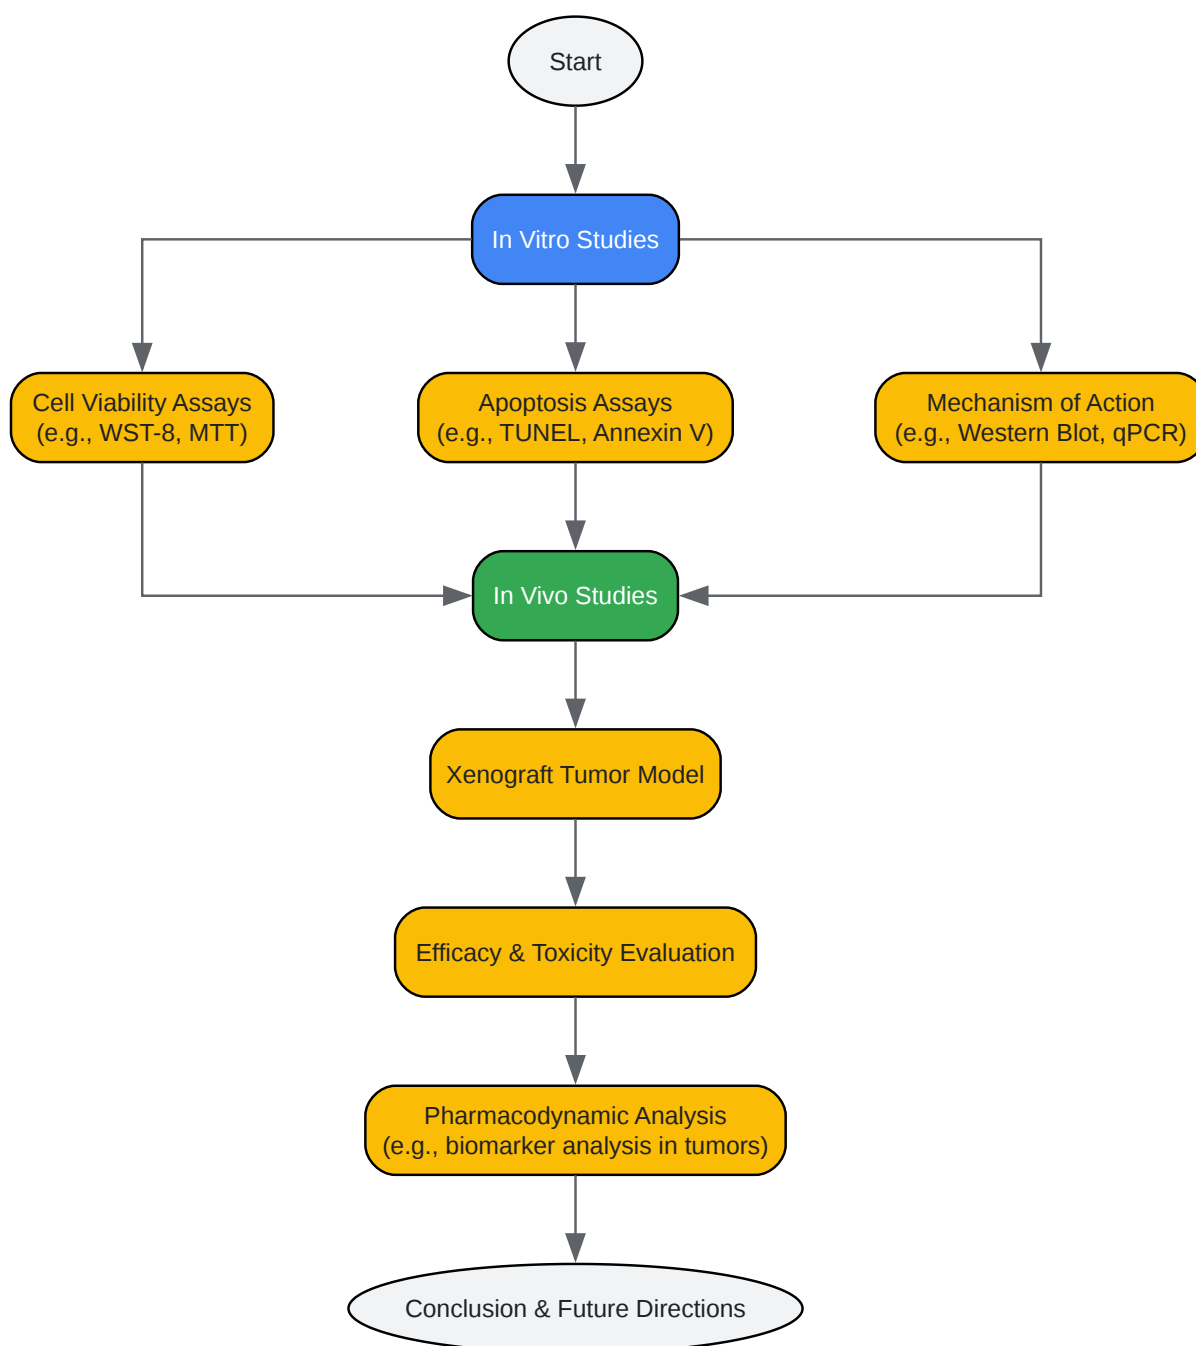 Start
In Vitro Studies
Cell Viability Assays
(e.g., WST-8, MTT)
Apoptosis Assays
(e.g., TUNEL, Annexin V)
Mechanism of Action
(e.g., Western Blot, qPCR)
In Vivo Studies
Xenograft Tumor Model
Efficacy & Toxicity Evaluation
Pharmacodynamic Analysis
(e.g., biomarker analysis in tumors)
Conclusion & Future Directions